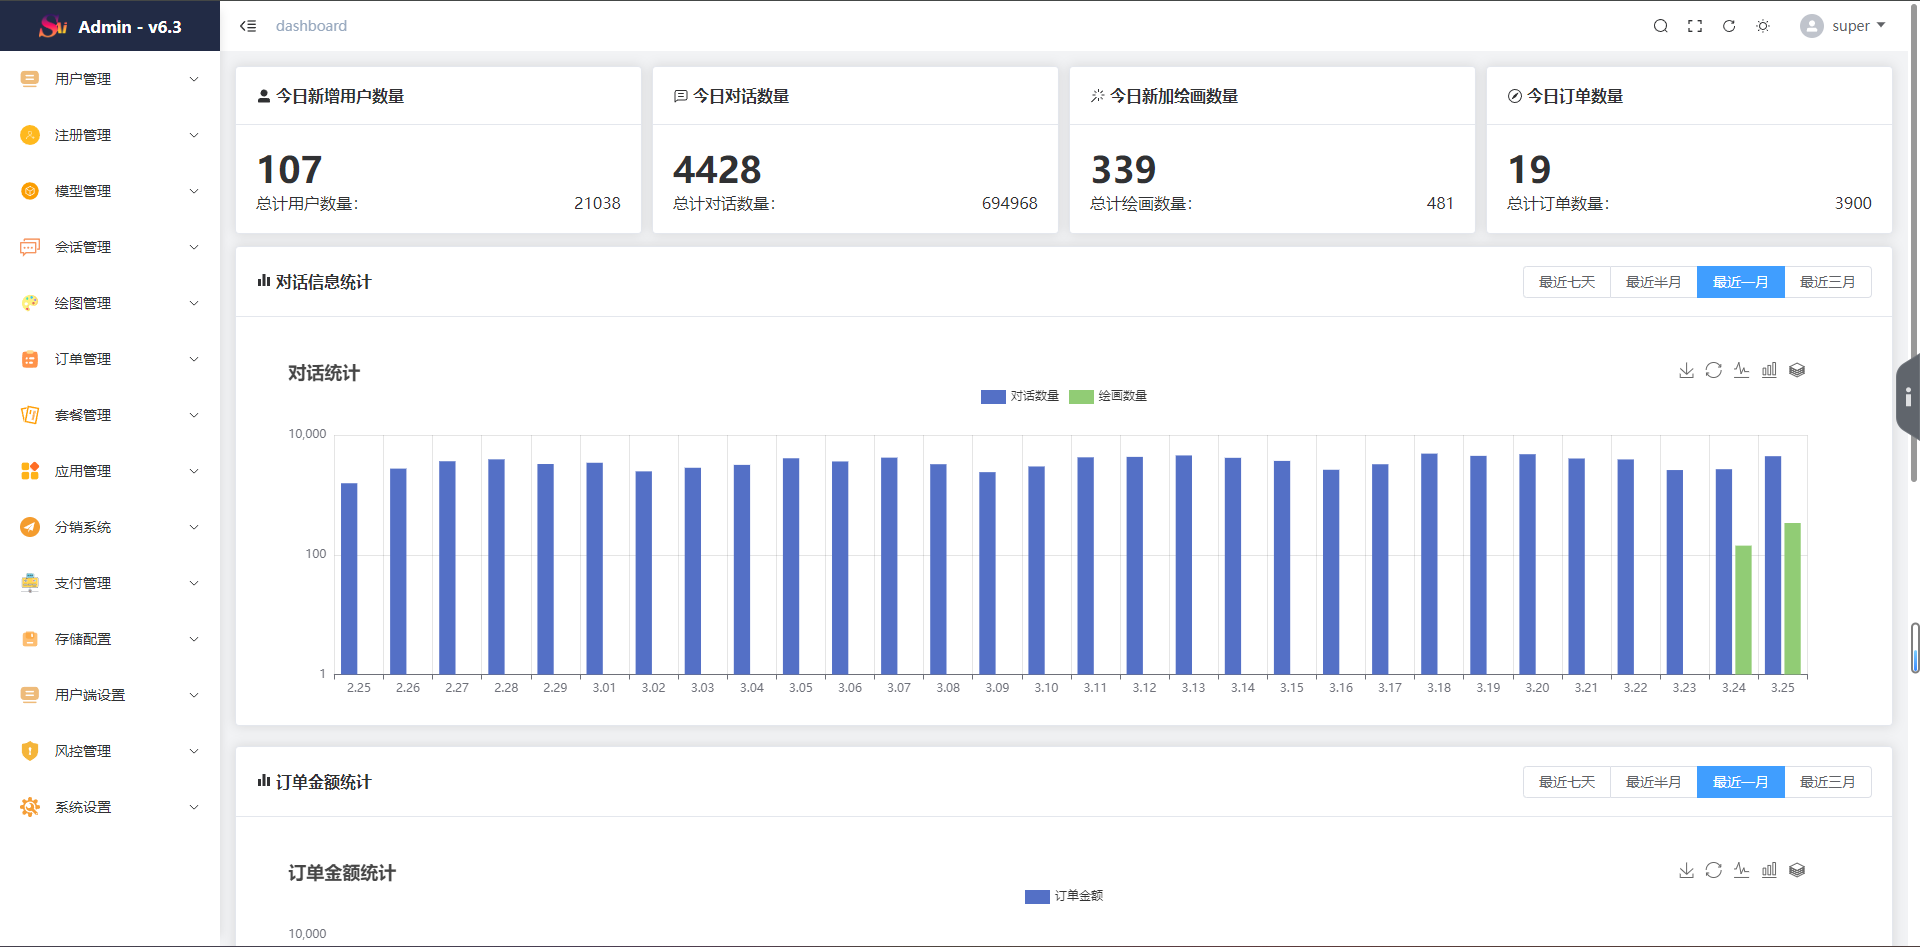 Sai Admin - v6.3
dashboard
super
用户管理
注册管理
模型管理
会话管理
绘图管理
订单管理
套餐管理
应用管理
分销系统
支付管理
存储配置
用户端设置
风控管理
系统设置
今日新增用户数量
107
总计用户数量: 21038
今日对话数量
4428
总计对话数量: 694968
今日新加绘画数量
339
总计绘画数量: 481
今日订单数量
19
总计订单数量: 3900
对话信息统计
最近七天 最近半月 最近一月 最近三月
对话统计
对话数量 绘画数量
10,000
100
1
2.25 2.26 2.27 2.28 2.29 3.01 3.02 3.03 3.04 3.05 3.06 3.07 3.08 3.09 3.10 3.11 3.12 3.13 3.14 3.15 3.16 3.17 3.18 3.19 3.20 3.21 3.22 3.23 3.24 3.25
订单金额统计
最近七天 最近半月 最近一月 最近三月
订单金额统计
订单金额
10,000